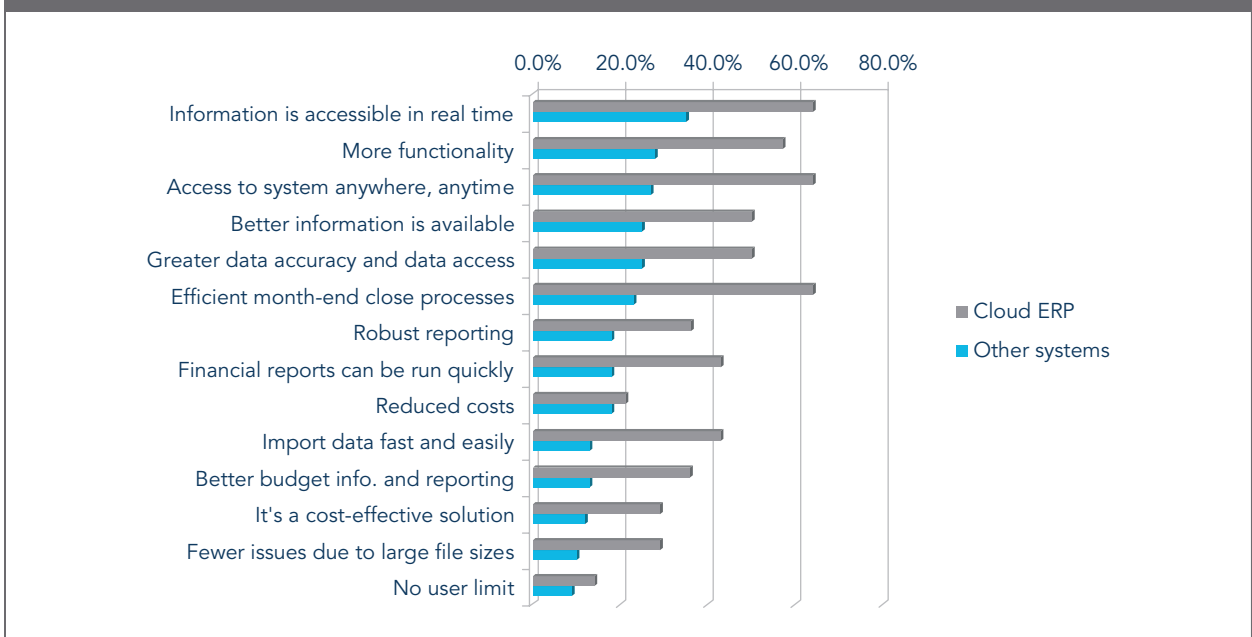 0.0% 20.0% 40.0% 60.0% 80.0%
Information is accessible in real time
More functionality
Access to system anywhere, anytime
Better information is available
Greater data accuracy and data access
Efficient month-end close processes
Robust reporting
Financial reports can be run quickly
Reduced costs
Import data fast and easily
Better budget info. and reporting
It's a cost-effective solution
Fewer issues due to large file sizes
No user limit
Cloud ERP
Other systems